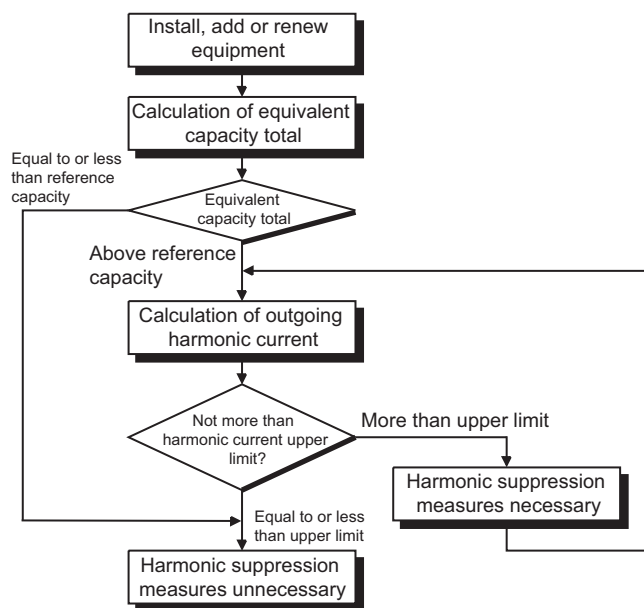 Install, add or renew
equipment
Calculation of equivalent
capacity total
Equal to or less
than reference
capacity
Equivalent
capacity total
Above reference
capacity
Calculation of outgoing
harmonic current
Not more than
harmonic current upper
limit?
More than upper limit
Harmonic suppression
measures necessary
Equal to or less
than upper limit
Harmonic suppression
measures unnecessary